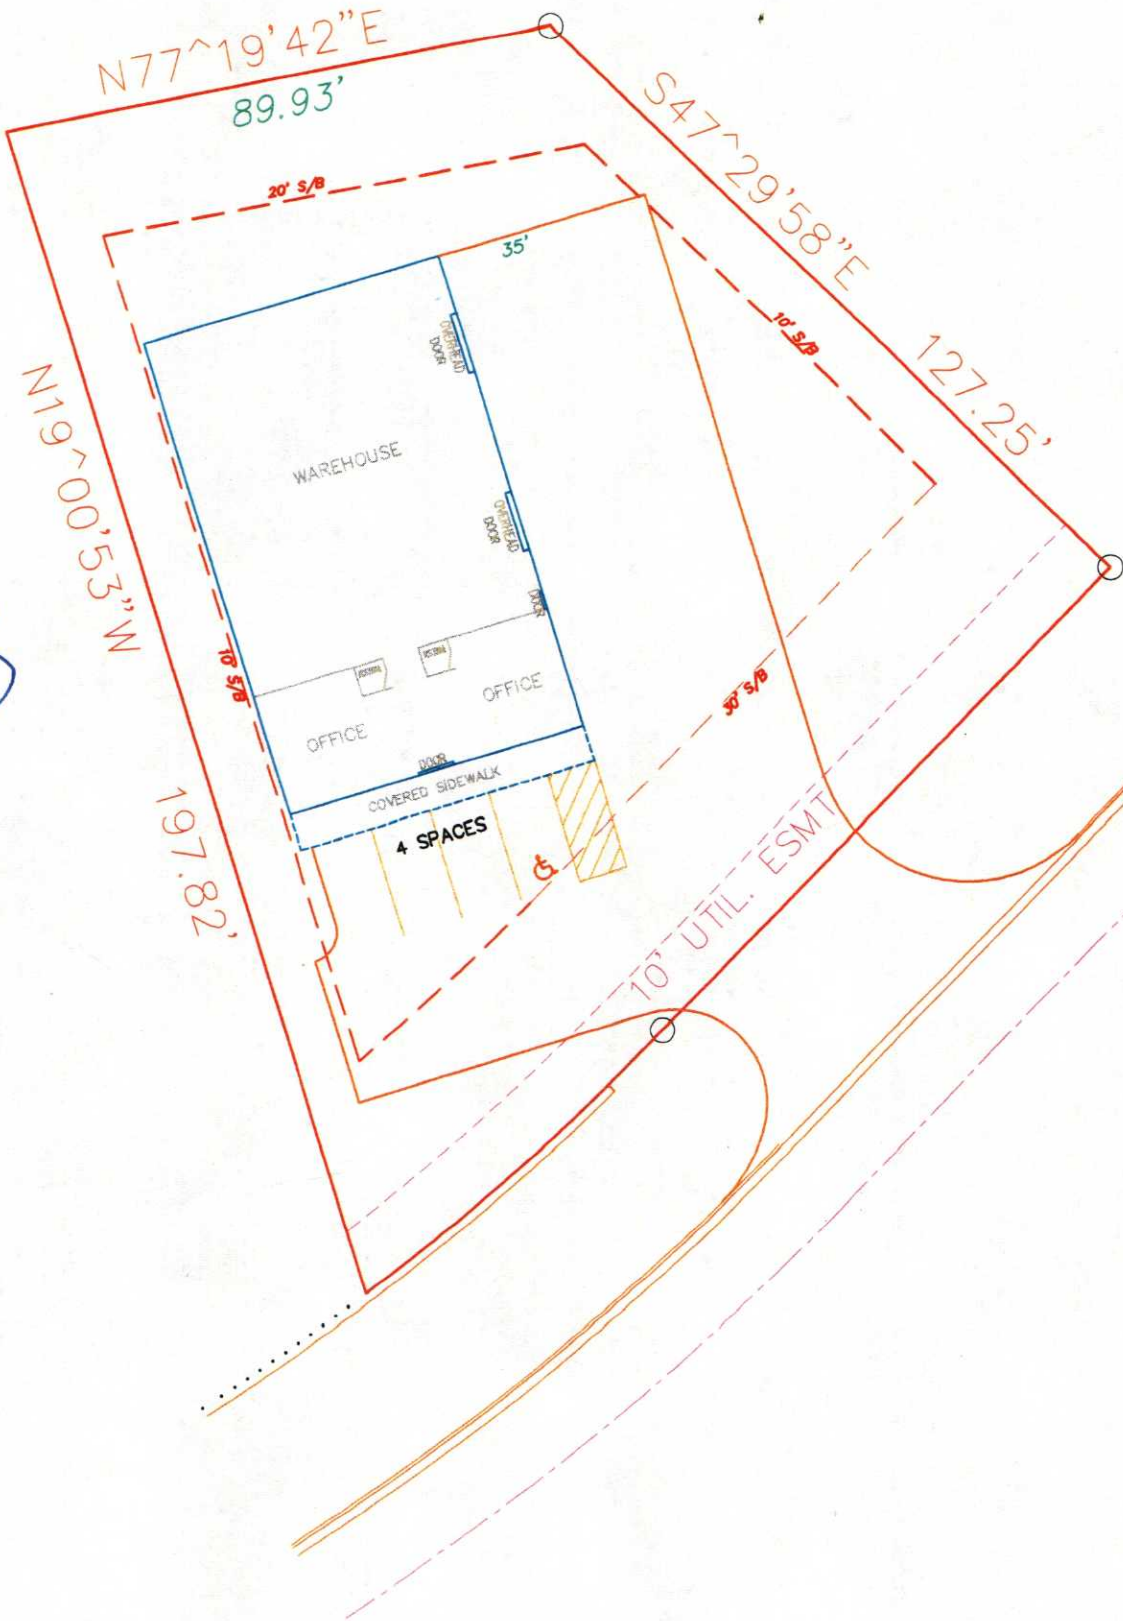 N77^19'42"E
89.93'
S47^29'58"E
127.25'
20' S/B
35'
10' S/B
OVERHEAD
DOOR
WAREHOUSE
N19^00'53"W
197.82'
OVERHEAD
DOOR
DOOR
10' S/B
OFFICE
OFFICE
30' S/B
DOOR
COVERED SIDEWALK
4 SPACES
10' UTIL. ESMT